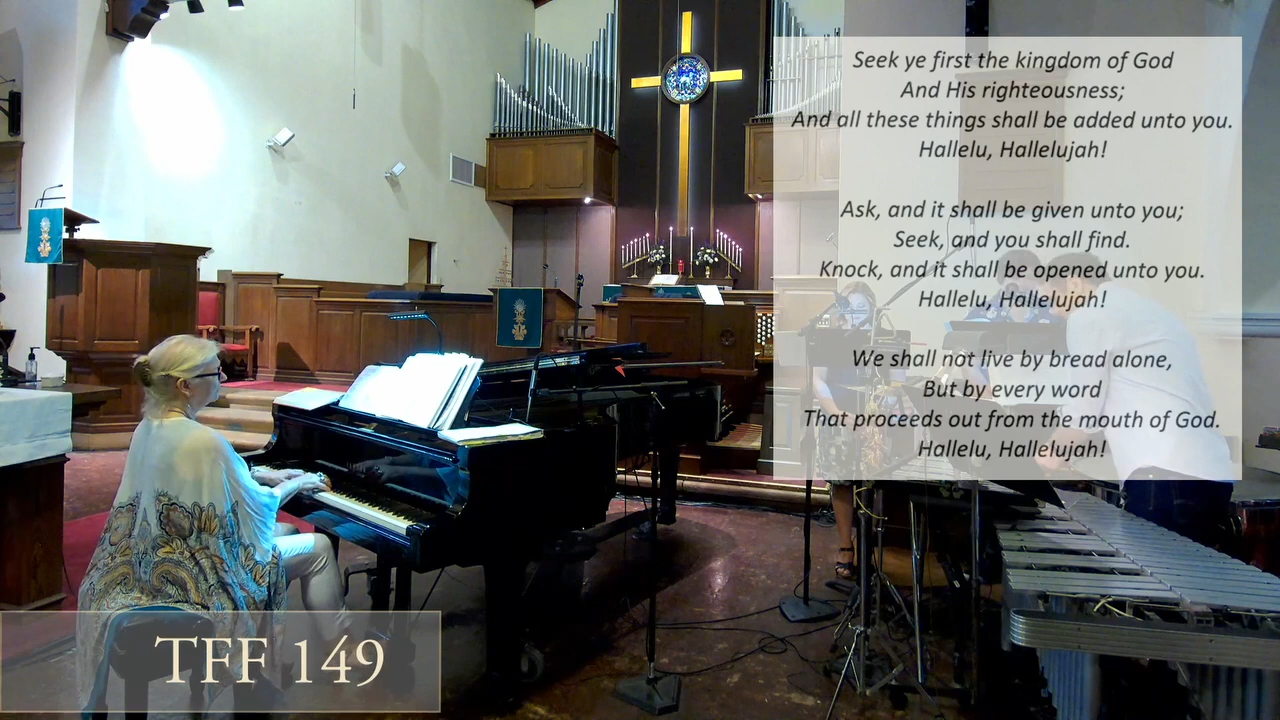 Seek ye first the kingdom of God
And His righteousness;
And all these things shall be added unto you.
Hallelu, Hallelujah!
Ask, and it shall be given unto you;
Seek, and you shall find.
Knock, and it shall be opened unto you.
Hallelu, Hallelujah!
We shall not live by bread alone,
But by every word
That proceeds out from the mouth of God.
Hallelu, Hallelujah!
TFF 149